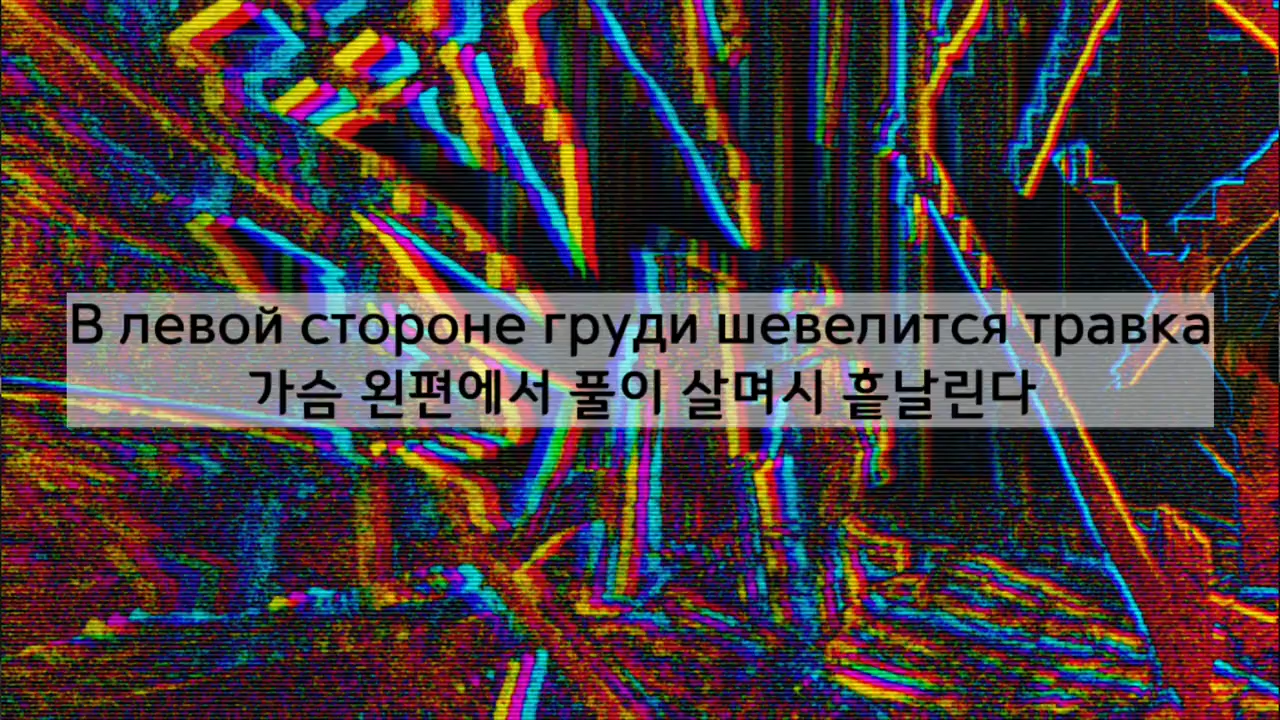 В левой стороне груди шевелится травка
가슴 왼편에서 풀이 살며시 흩날린다